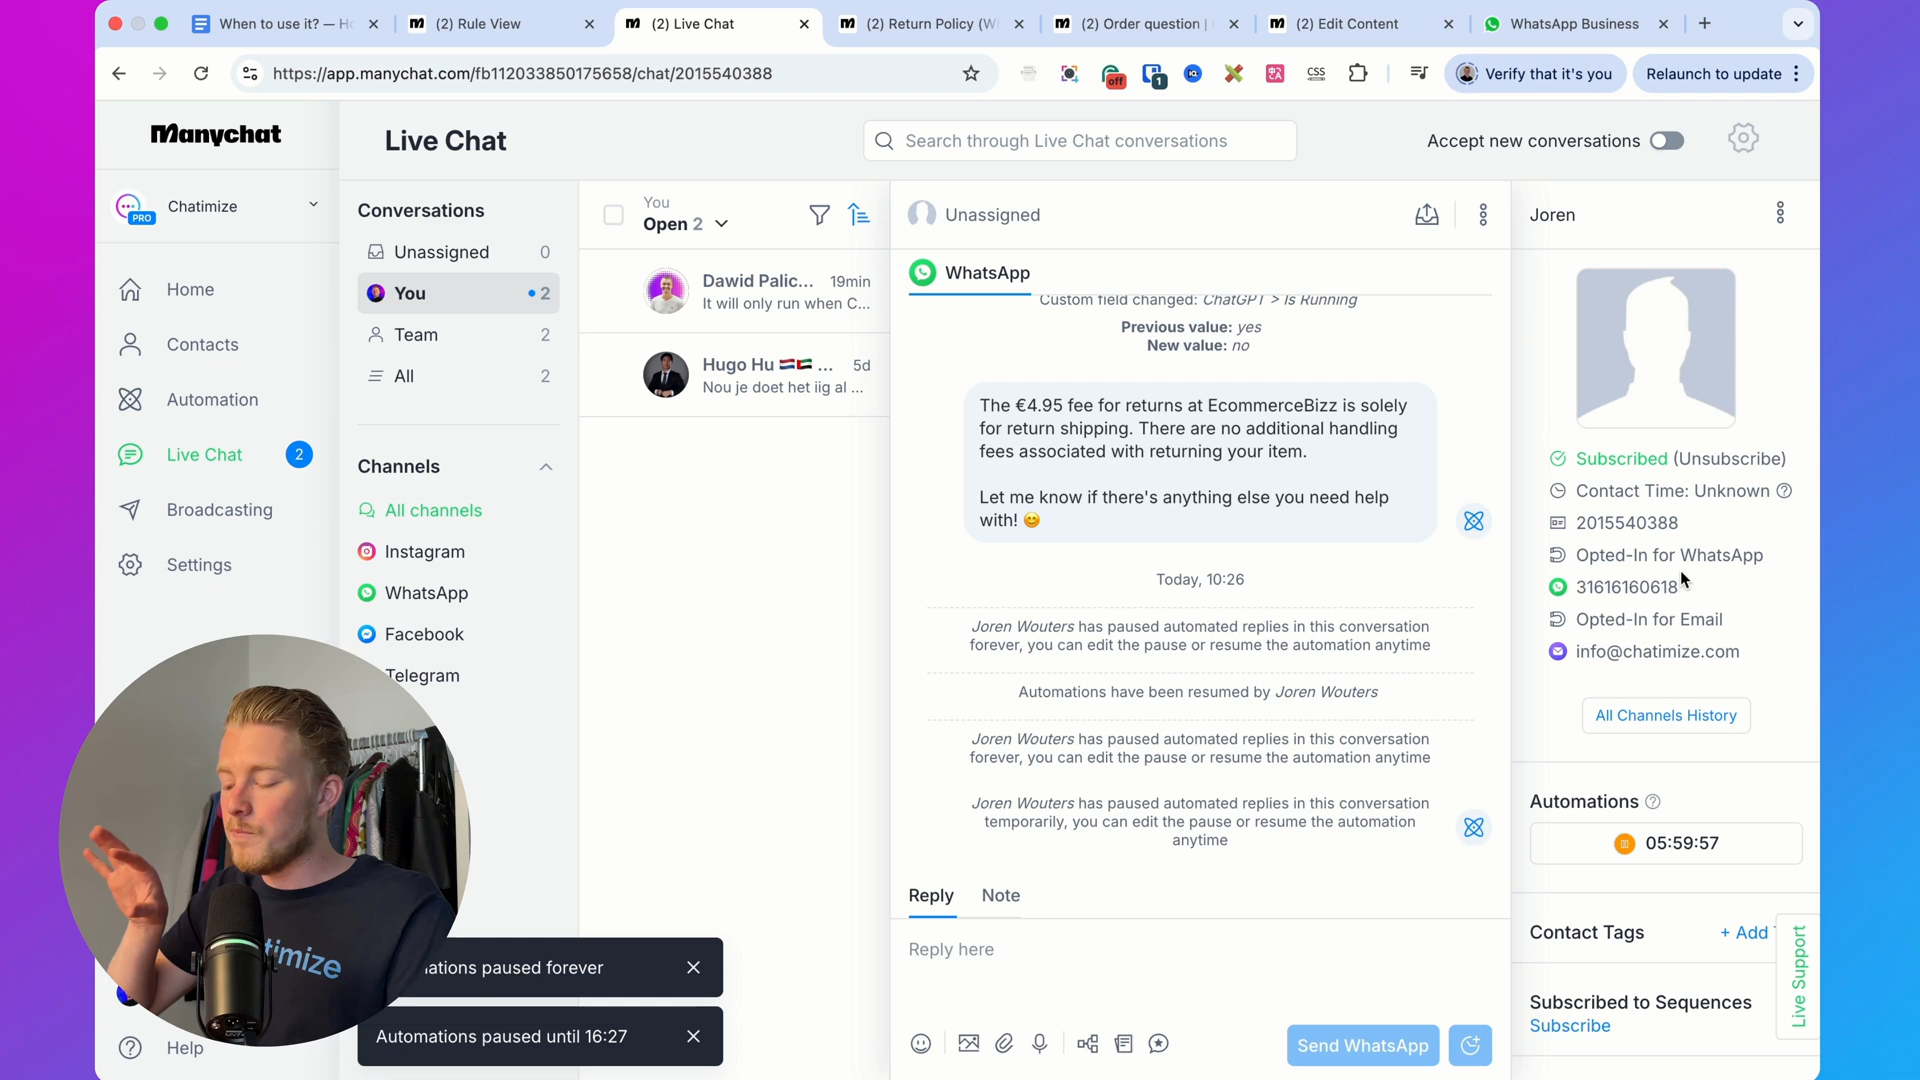 When to use it? — Ho
(2) Rule View
(2) Live Chat
(2) Return Policy (W
(2) Order question |
(2) Edit Content
WhatsApp Business
https://app.manychat.com/fb112033850175658/chat/2015540388
off
1
CSS
Verify that it's you
Relaunch to update
Manychat
Live Chat
Search through Live Chat conversations
Accept new conversations
PRO
Chatimize
Home
Contacts
Automation
Live Chat
2
Broadcasting
Settings
Help
Conversations
Unassigned 0
You 2
Team 2
All 2
Channels
All channels
Instagram
WhatsApp
Facebook
Telegram
You
Open 2
Dawid Palic... 19min
It will only run when C...
Hugo Hu ... 5d
Nou je doet het iig al ...
Unassigned
WhatsApp
Custom field changed: ChatGPT > Is Running
Previous value: yes
New value: no
The €4.95 fee for returns at EcommerceBizz is solely
for return shipping. There are no additional handling
fees associated with returning your item.
Let me know if there's anything else you need help
with! 😊
Today, 10:26
Joren Wouters has paused automated replies in this conversation
forever, you can edit the pause or resume the automation anytime
Automations have been resumed by Joren Wouters
Joren Wouters has paused automated replies in this conversation
forever, you can edit the pause or resume the automation anytime
Joren Wouters has paused automated replies in this conversation
temporarily, you can edit the pause or resume the automation
anytime
Reply
Note
Reply here
Send WhatsApp
Joren
Subscribed (Unsubscribe)
Contact Time: Unknown
2015540388
Opted-In for WhatsApp
31616160618
Opted-In for Email
info@chatimize.com
All Channels History
Automations
05:59:57
Contact Tags
+ Add
Subscribed to Sequences
Subscribe
Live Support
ations paused forever
Automations paused until 16:27
timize